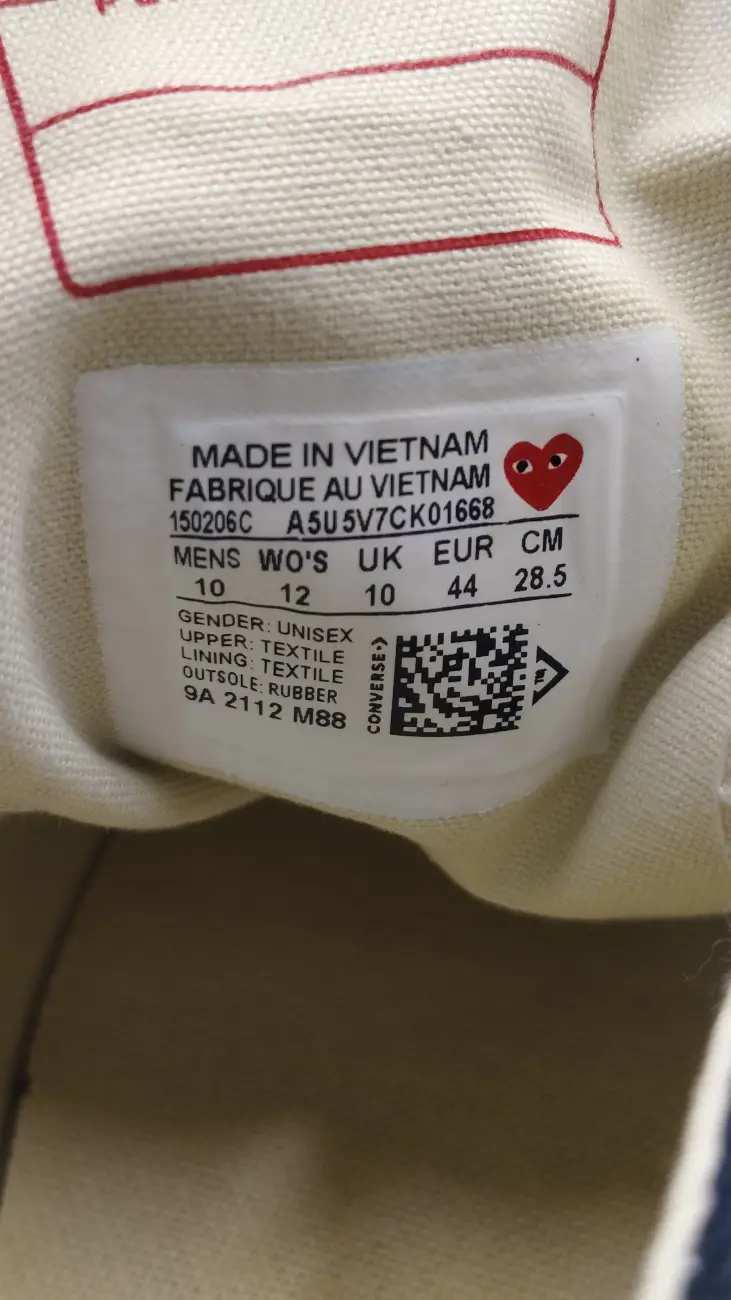 MADE IN VIETNAM
FABRIQUE AU VIETNAM
150206C A5U5V7CK01668
MENS WO'S UK EUR CM
10 12 10 44 28.5
GENDER: UNISEX
UPPER: TEXTILE
LINING: TEXTILE
OUTSOLE: RUBBER
9A 2112 M88
CONVERSE
TM